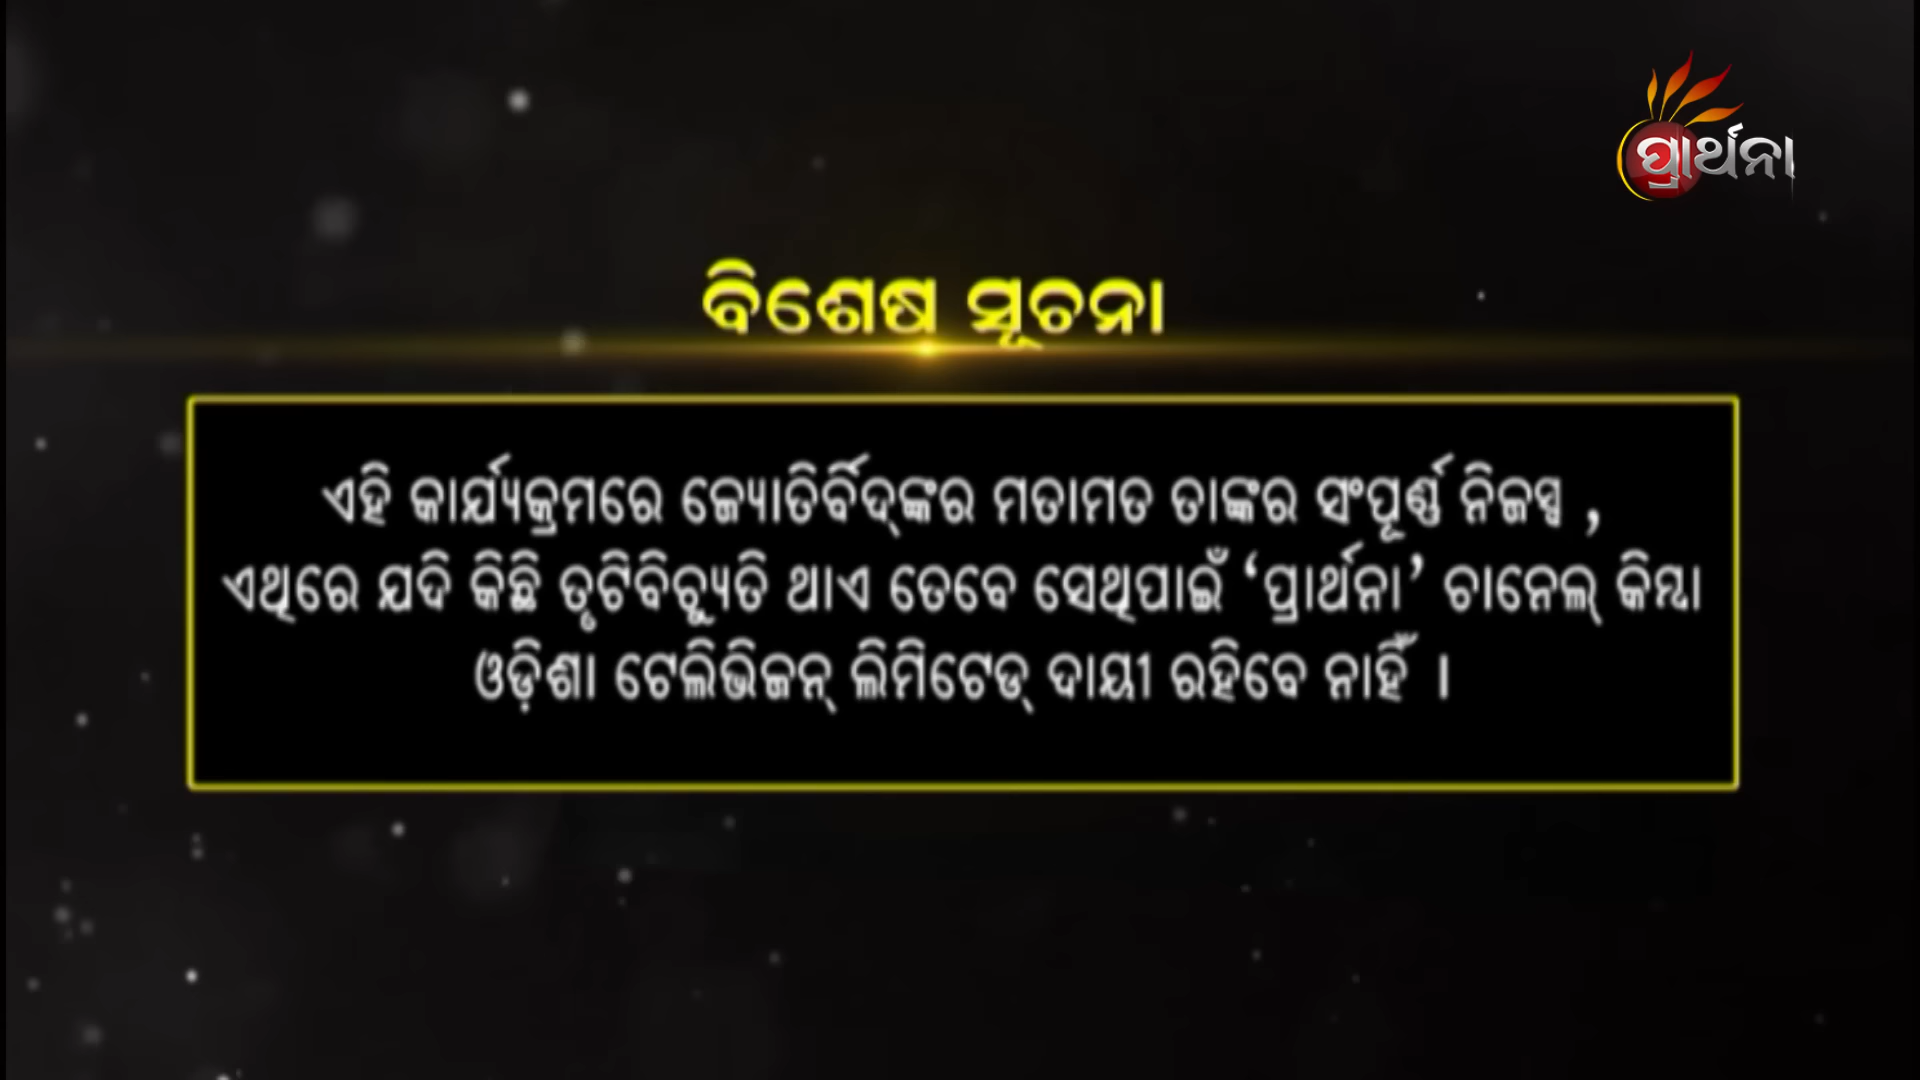 ପ୍ରାର୍ଥନା
ବିଶେଷ ସୂଚନା
ଏହି କାର୍ଯ୍ୟକ୍ରମରେ ଜ୍ୟୋତିର୍ବିଦ୍‌ଙ୍କର ମତାମତ ତାଙ୍କର ସଂପୂର୍ଣ୍ଣ ନିଜସ୍ୱ ,
ଏଥିରେ ଯଦି କିଛି ତୃଟିବିଚ୍ୟୁତି ଥାଏ ତେବେ ସେଥିପାଇଁ ‘ପ୍ରାର୍ଥନା’ ଚାନେଲ୍ କିମ୍ବା
ଓଡ଼ିଶା ଟେଲିଭିଜନ୍ ଲିମିଟେଡ୍ ଦାୟୀ ରହିବେ ନାହିଁ ।